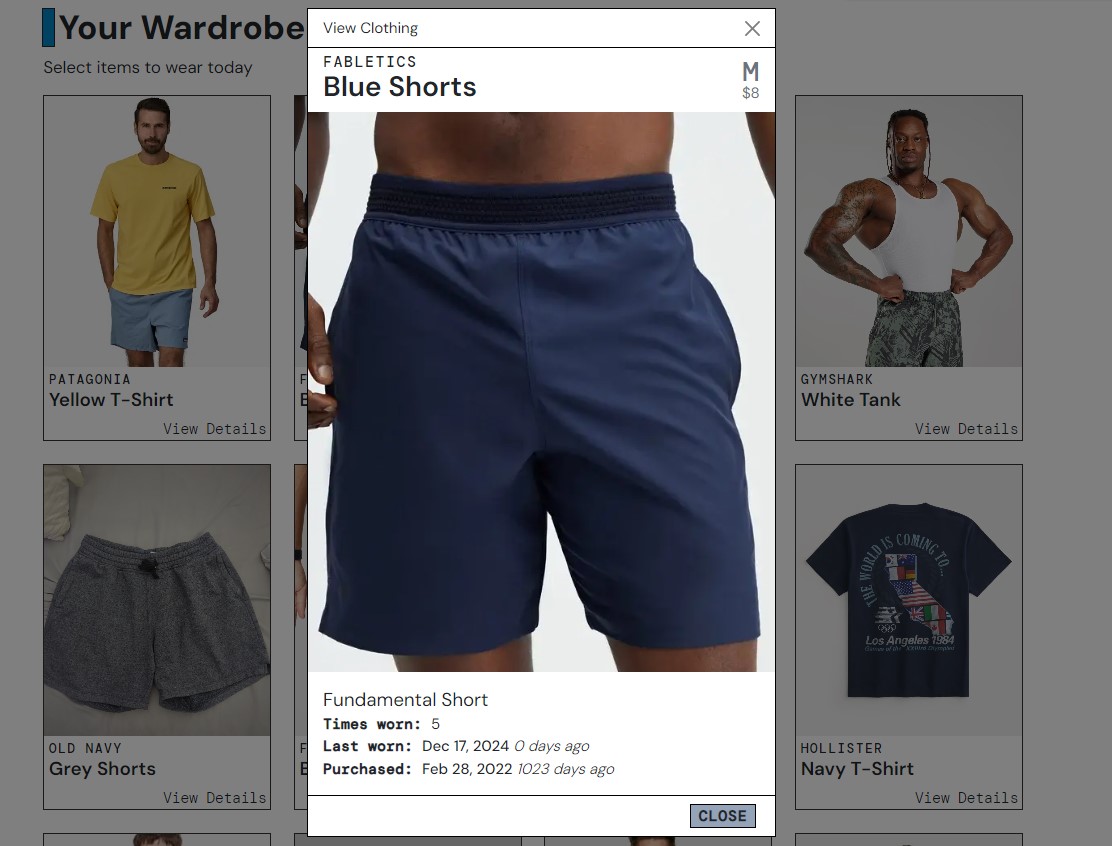 Your Wardrobe
Select items to wear today
View Clothing
FABLETICS
Blue Shorts
M
$8
PATAGONIA
Yellow T-Shirt
View Details
GYMSHARK
White Tank
View Details
THE WORLD IS COMING TO...
Los Angeles 1984
OLD NAVY
Grey Shorts
View Details
HOLLISTER
Navy T-Shirt
View Details
Fundamental Short
Times worn: 5
Last worn: Dec 17, 2024 0 days ago
Purchased: Feb 28, 2022 1023 days ago
CLOSE